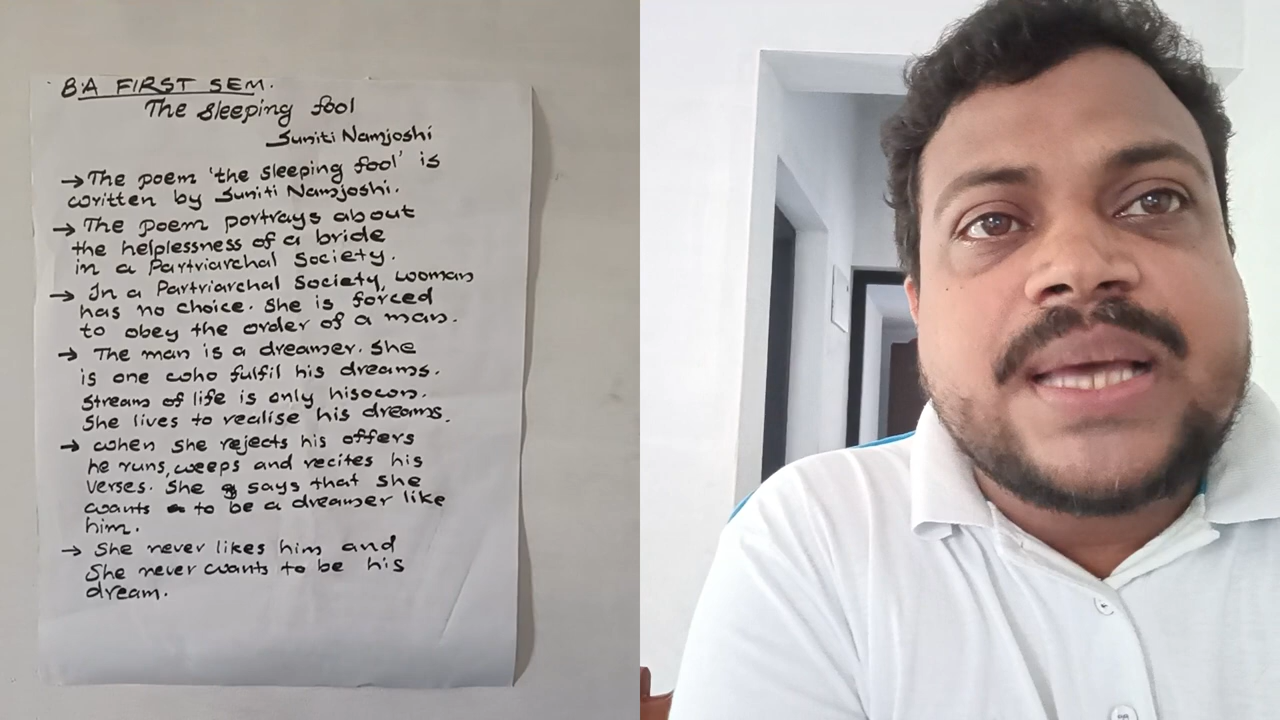 B.A FIRST SEM.
The Sleeping fool
Suniti Namjoshi
→ The poem 'the sleeping fool' is
written by Suniti Namjoshi.
→ The poem portrays about
the helplessness of a bride
in a Partriarchal Society.
→ In a Partriarchal Society, woman
has no choice. She is forced
to obey the order of a man.
→ The man is a dreamer. She
is one who fulfil his dreams.
Stream of life is only hisown.
She lives to realise his dreams.
→ when she rejects his offers
he runs, weeps and recites his
verses. She says that she
wants to be a dreamer like
him.
→ She never likes him and
She never wants to be his
dream.